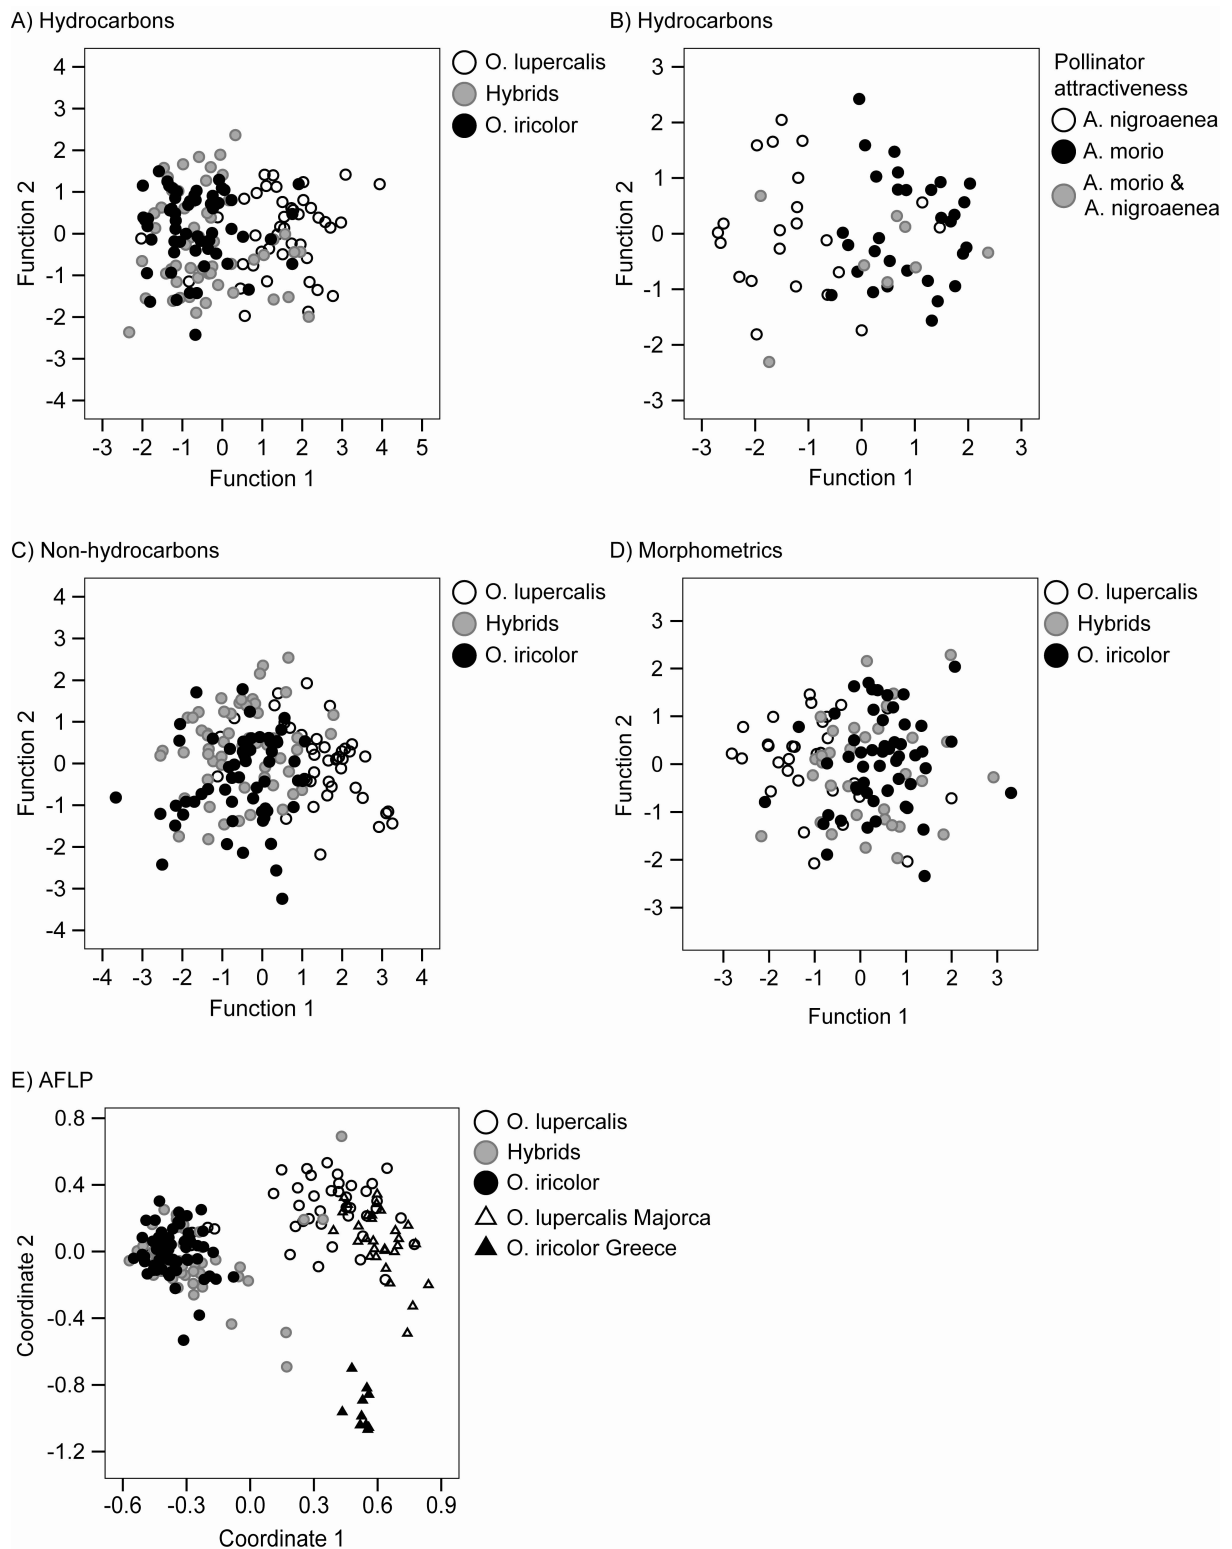 A) Hydrocarbons
4
3
2
1
0
-1
-2
-3
-4
Function 2
-3 -2 -1 0 1 2 3 4 5
Function 1
O. lupercalis
Hybrids
O. iricolor
B) Hydrocarbons
3
2
1
0
-1
-2
-3
Function 2
-3 -2 -1 0 1 2 3
Function 1
Pollinator
attractiveness
A. nigroaenea
A. morio
A. morio &
A. nigroaenea
C) Non-hydrocarbons
4
3
2
1
0
-1
-2
-3
-4
Function 2
-4 -3 -2 -1 0 1 2 3 4
Function 1
O. lupercalis
Hybrids
O. iricolor
D) Morphometrics
3
2
1
0
-1
-2
-3
Function 2
-3 -2 -1 0 1 2 3
Function 1
O. lupercalis
Hybrids
O. iricolor
E) AFLP
0.8
0.4
0.0
-0.4
-0.8
-1.2
Coordinate 2
-0.6 -0.3 0.0 0.3 0.6 0.9
Coordinate 1
O. lupercalis
Hybrids
O. iricolor
O. lupercalis Majorca
O. iricolor Greece